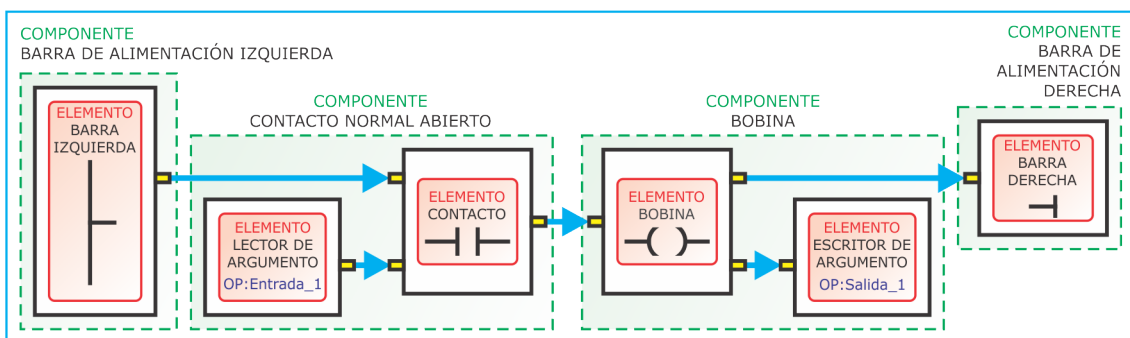 COMPONENTE
BARRA DE ALIMENTACIÓN IZQUIERDA
ELEMENTO
BARRA
IZQUIERDA
COMPONENTE
CONTACTO NORMAL ABIERTO
ELEMENTO
LECTOR DE
ARGUMENTO
OP:Entrada_1
ELEMENTO
CONTACTO
COMPONENTE
BOBINA
ELEMENTO
BOBINA
ELEMENTO
ESCRITOR DE
ARGUMENTO
OP:Salida_1
COMPONENTE
BARRA DE
ALIMENTACIÓN
DERECHA
ELEMENTO
BARRA
DERECHA